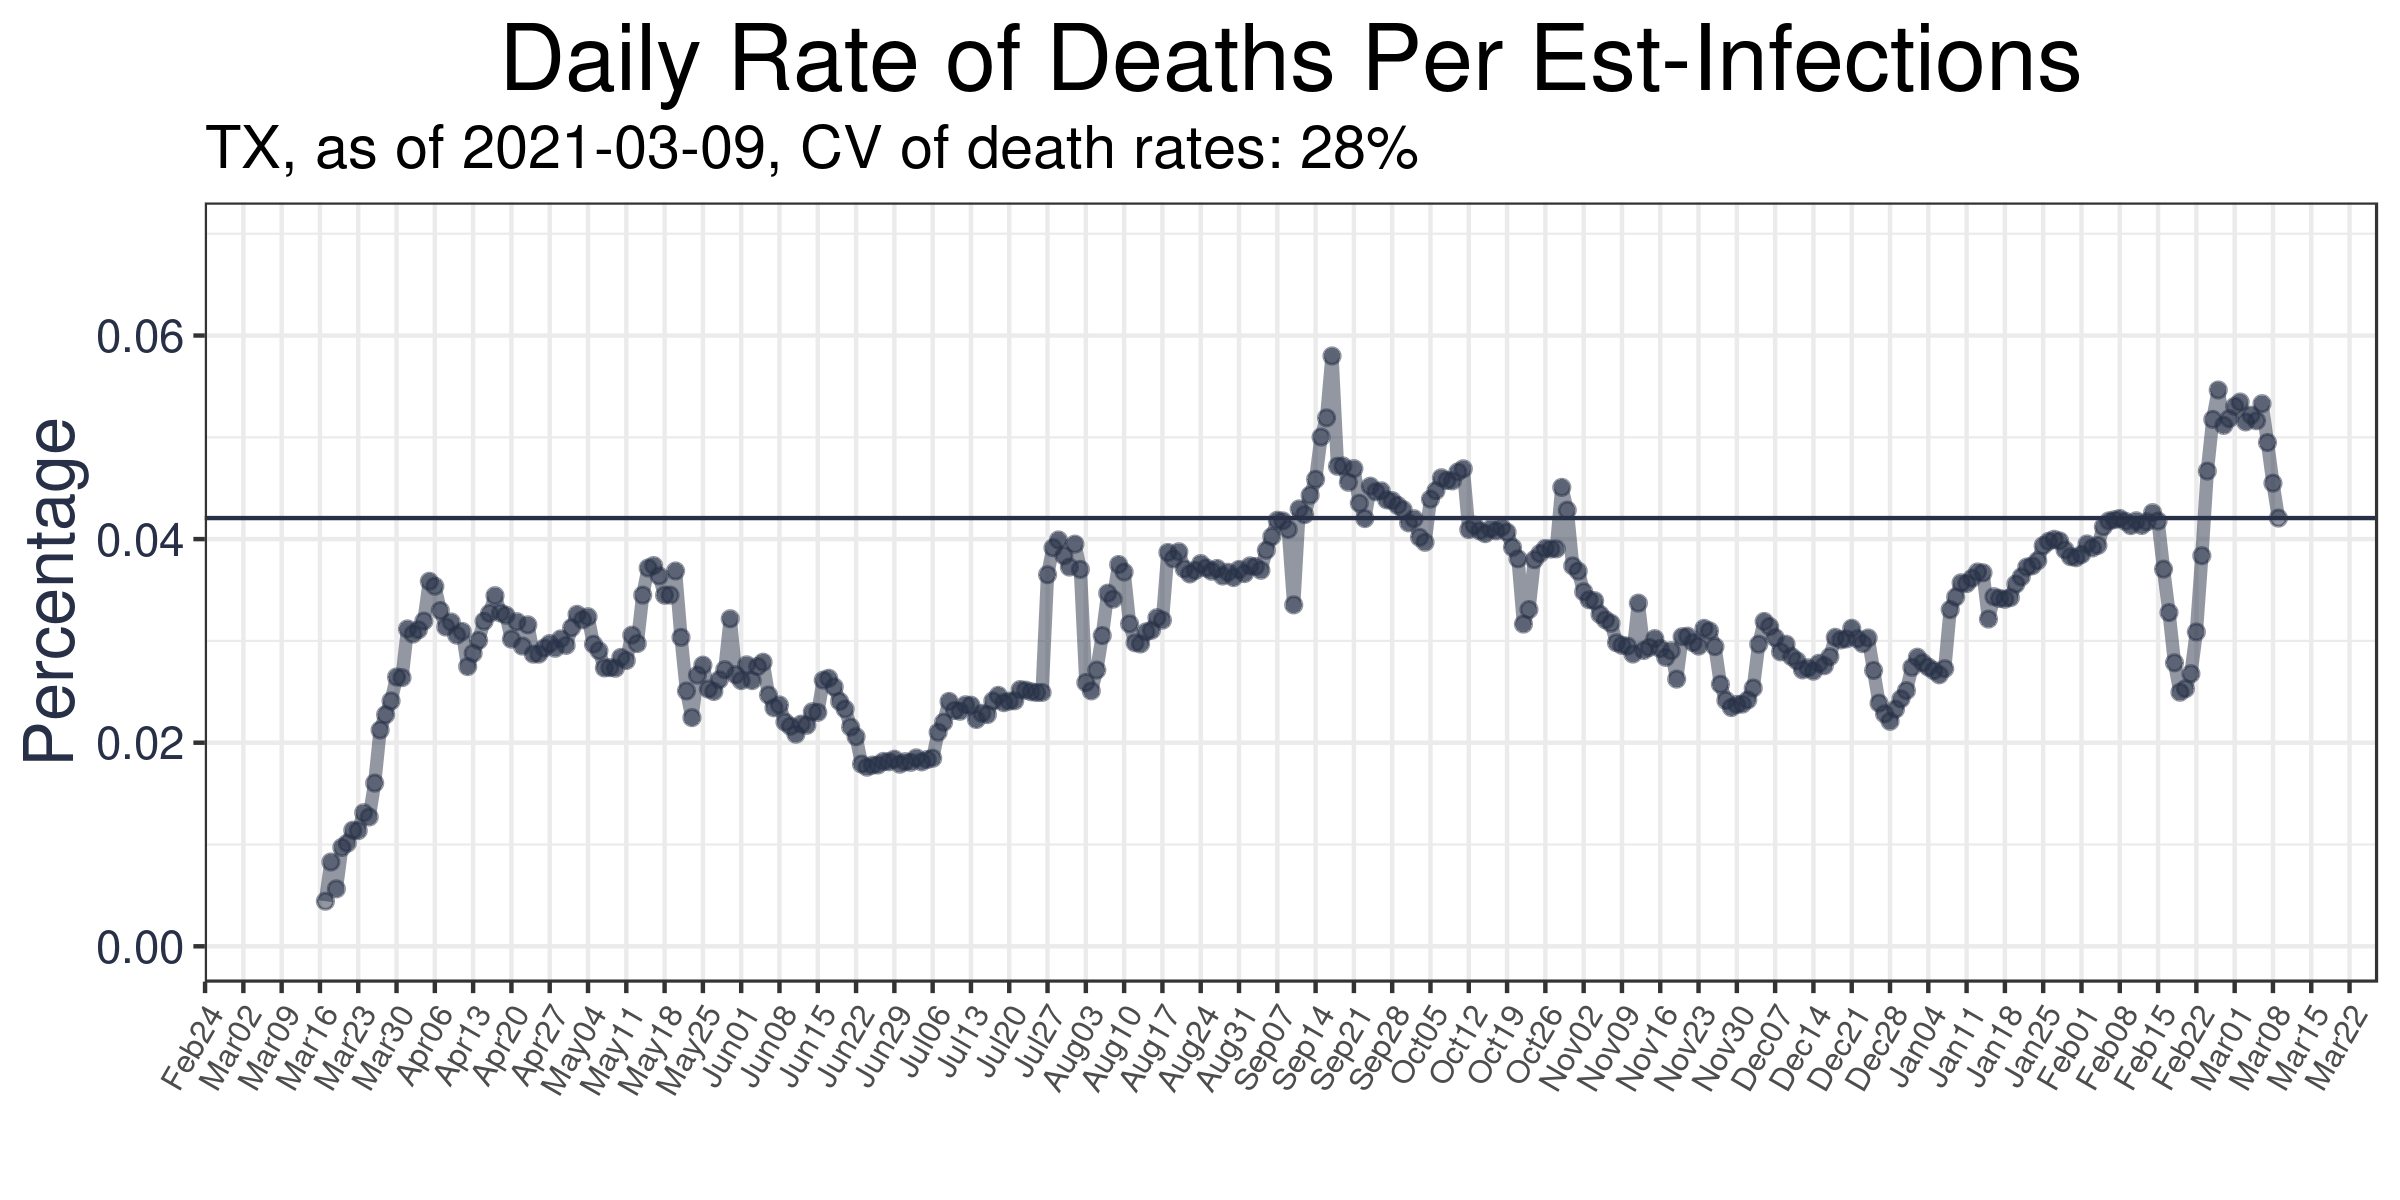 Daily Rate of Deaths Per Est-Infections
TX, as of 2021-03-09, CV of death rates: 28%
Percentage
0.06
0.04
0.02
0.00
Feb24
Mar02
Mar09
Mar16
Mar23
Mar30
Apr06
Apr13
Apr20
Apr27
May04
May11
May18
May25
Jun01
Jun08
Jun15
Jun22
Jun29
Jul06
Jul13
Jul20
Jul27
Aug03
Aug10
Aug17
Aug24
Aug31
Sep07
Sep14
Sep21
Sep28
Oct05
Oct12
Oct19
Oct26
Nov02
Nov09
Nov16
Nov23
Nov30
Dec07
Dec14
Dec21
Dec28
Jan04
Jan11
Jan18
Jan25
Feb01
Feb08
Feb15
Feb22
Mar01
Mar08
Mar15
Mar22